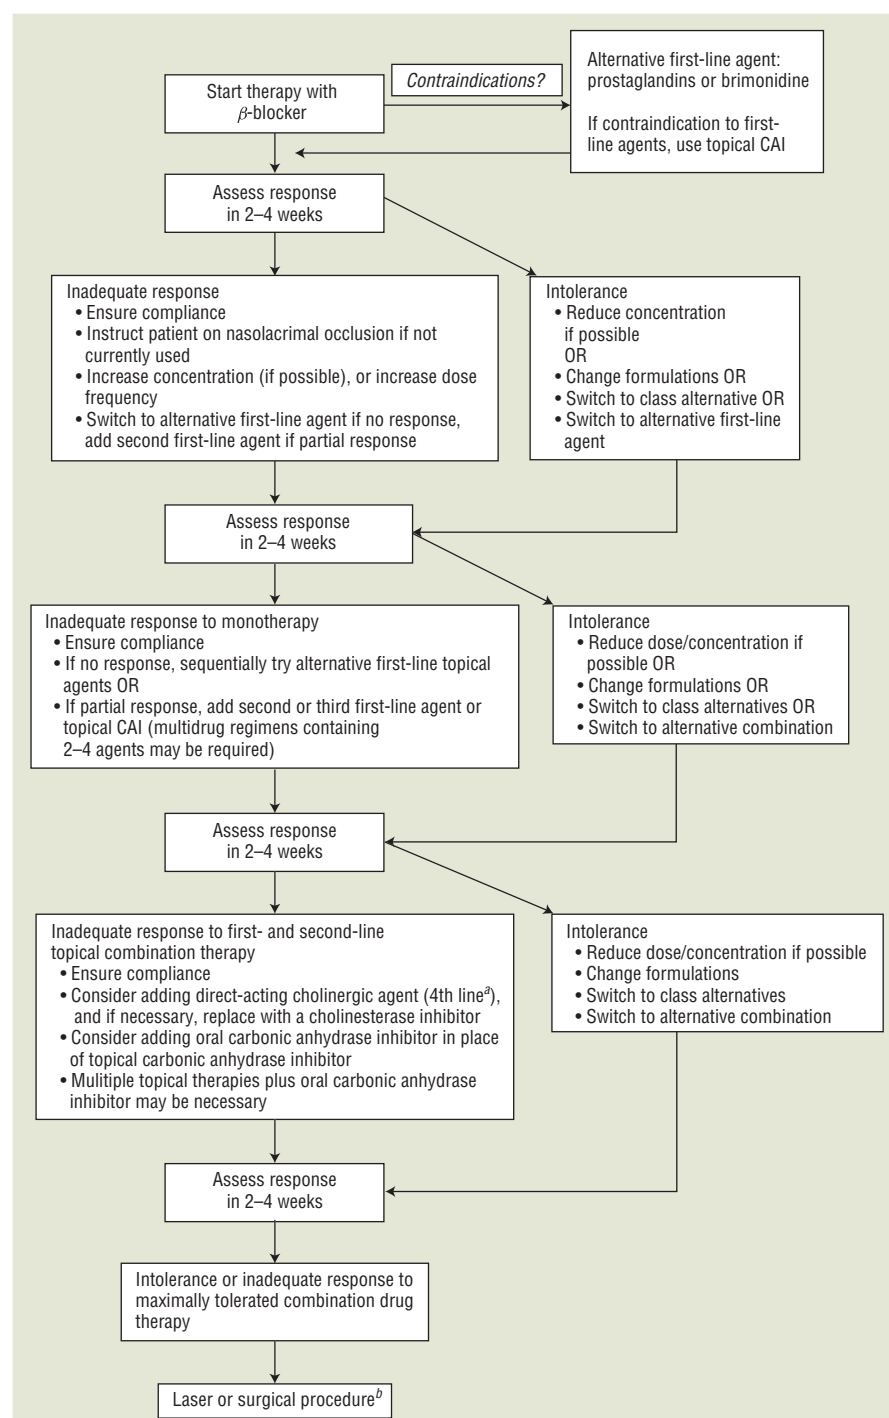 Start therapy with
β-blocker
Contraindications?
Alternative first-line agent:
prostaglandins or brimonidine
If contraindication to first-
line agents, use topical CAI
Assess response
in 2–4 weeks
Inadequate response
• Ensure compliance
• Instruct patient on nasolacrimal occlusion if not
currently used
• Increase concentration (if possible), or increase dose
frequency
• Switch to alternative first-line agent if no response,
add second first-line agent if partial response
Intolerance
• Reduce concentration
if possible
OR
• Change formulations OR
• Switch to class alternative OR
• Switch to alternative first-line
agent
Assess response
in 2–4 weeks
Inadequate response to monotherapy
• Ensure compliance
• If no response, sequentially try alternative first-line topical
agents OR
• If partial response, add second or third first-line agent or
topical CAI (multidrug regimens containing
2–4 agents may be required)
Intolerance
• Reduce dose/concentration if
possible OR
• Change formulations OR
• Switch to class alternatives OR
• Switch to alternative combination
Assess response
in 2–4 weeks
Inadequate response to first- and second-line
topical combination therapy
• Ensure compliance
• Consider adding direct-acting cholinergic agent (4th lineᵃ),
and if necessary, replace with a cholinesterase inhibitor
• Consider adding oral carbonic anhydrase inhibitor in place
of topical carbonic anhydrase inhibitor
• Mulitiple topical therapies plus oral carbonic anhydrase
inhibitor may be necessary
Intolerance
• Reduce dose/concentration if possible
• Change formulations
• Switch to class alternatives
• Switch to alternative combination
Assess response
in 2–4 weeks
Intolerance or inadequate response to
maximally tolerated combination drug
therapy
Laser or surgical procedureᵇ